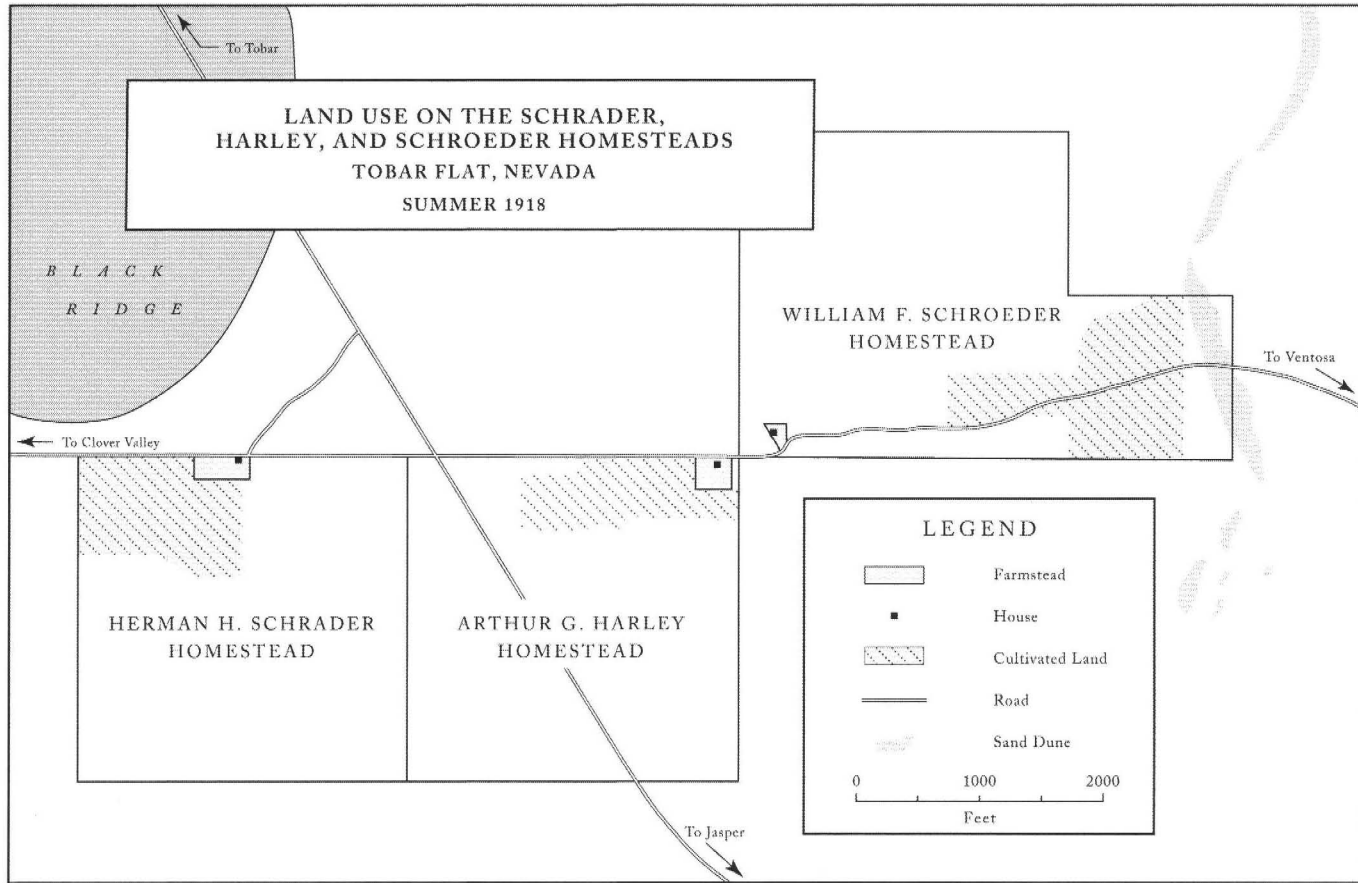 To Tobar
LAND USE ON THE SCHRADER,
HARLEY, AND SCHROEDER HOMESTEADS
TOBAR FLAT, NEVADA
SUMMER 1918
BLACK
RIDGE
WILLIAM F. SCHROEDER
HOMESTEAD
To Ventosa
To Clover Valley
HERMAN H. SCHRADER
HOMESTEAD
ARTHUR G. HARLEY
HOMESTEAD
To Jasper
LEGEND
Farmstead
House
Cultivated Land
Road
Sand Dune
0 1000 2000
Feet